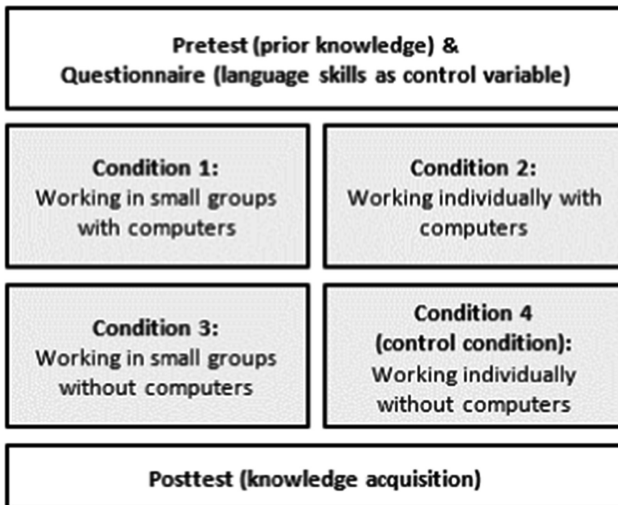 Pretest (prior knowledge) &
Questionnaire (language skills as control variable)
Condition 1:
Working in small groups
with computers
Condition 2:
Working individually with
computers
Condition 3:
Working in small groups
without computers
Condition 4
(control condition):
Working individually
without computers
Posttest (knowledge acquisition)